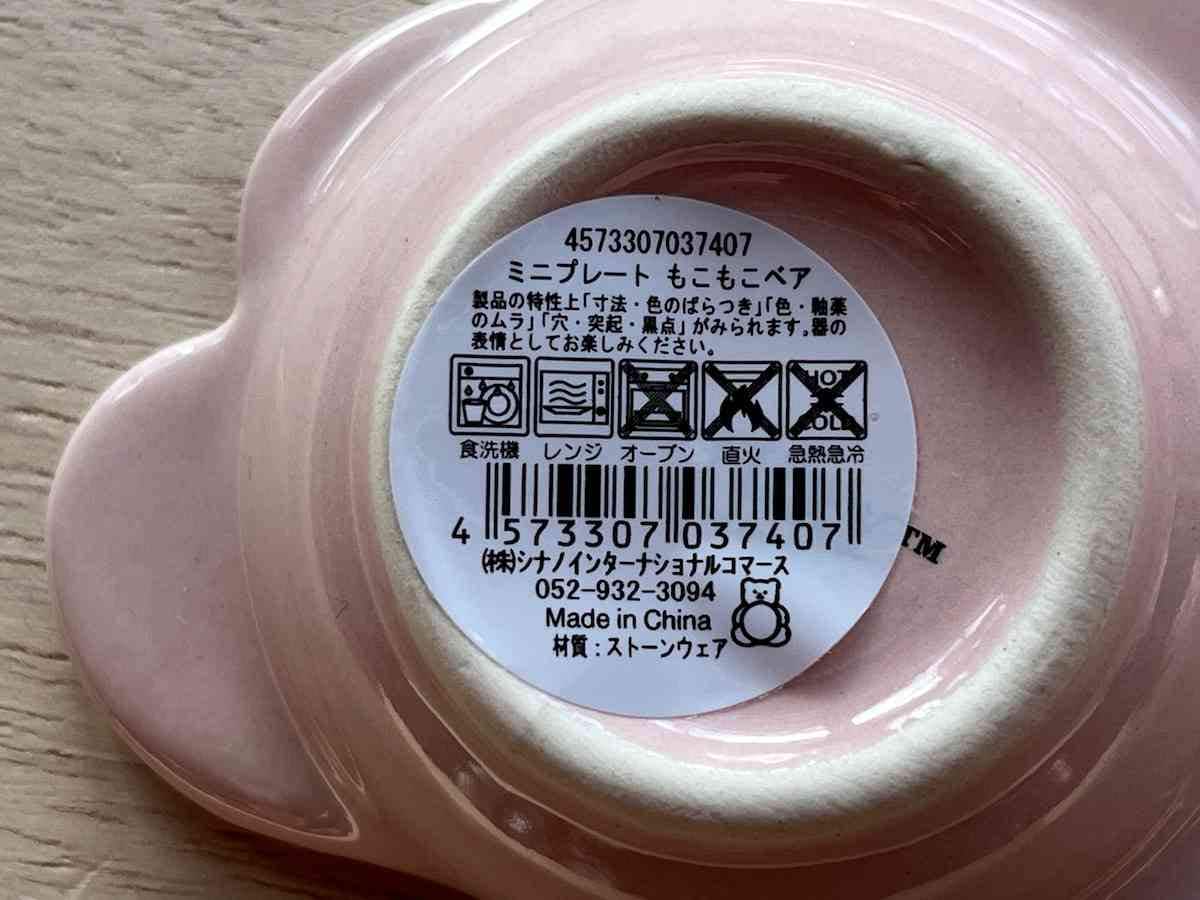 4573307037407
ミニプレート もこもこベア
製品の特性上「寸法・色のばらつき」「色・釉薬
のムラ」「穴・突起・黒点」がみられます。器の
表情としてお楽しみください。
HOT
COLD
食洗機 レンジ オーブン 直火 急熱急冷
4 573307 037407
TM
(株)シナノインターナショナルコマース
052-932-3094
Made in China
材質：ストーンウェア